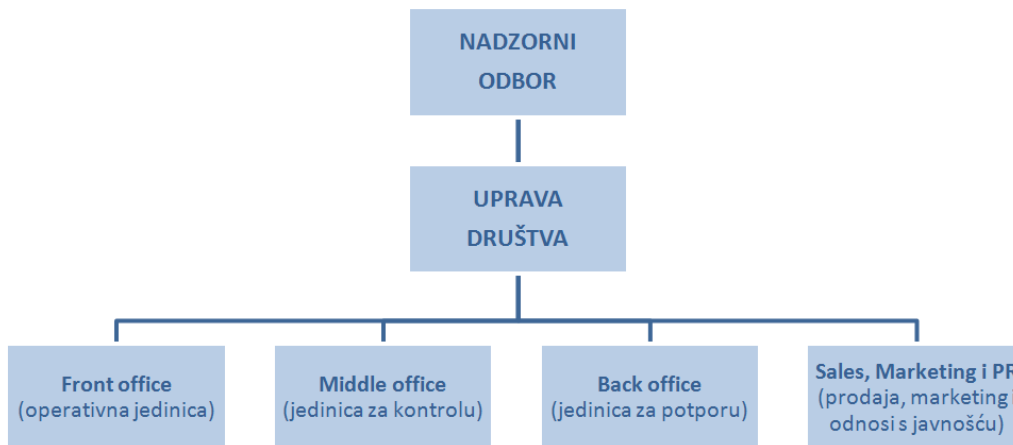 NADZORNI
ODBOR
UPRAVA
DRUŠTVA
Front office
(operativna jedinica)
Middle office
(jedinica za kontrolu)
Back office
(jedinica za potporu)
Sales, Marketing i PR
(prodaja, marketing i
odnosi s javnošću)